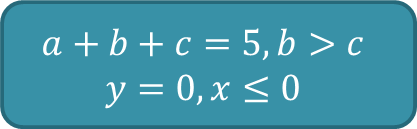 a + b + c = 5, b > c
y = 0, x ≤ 0